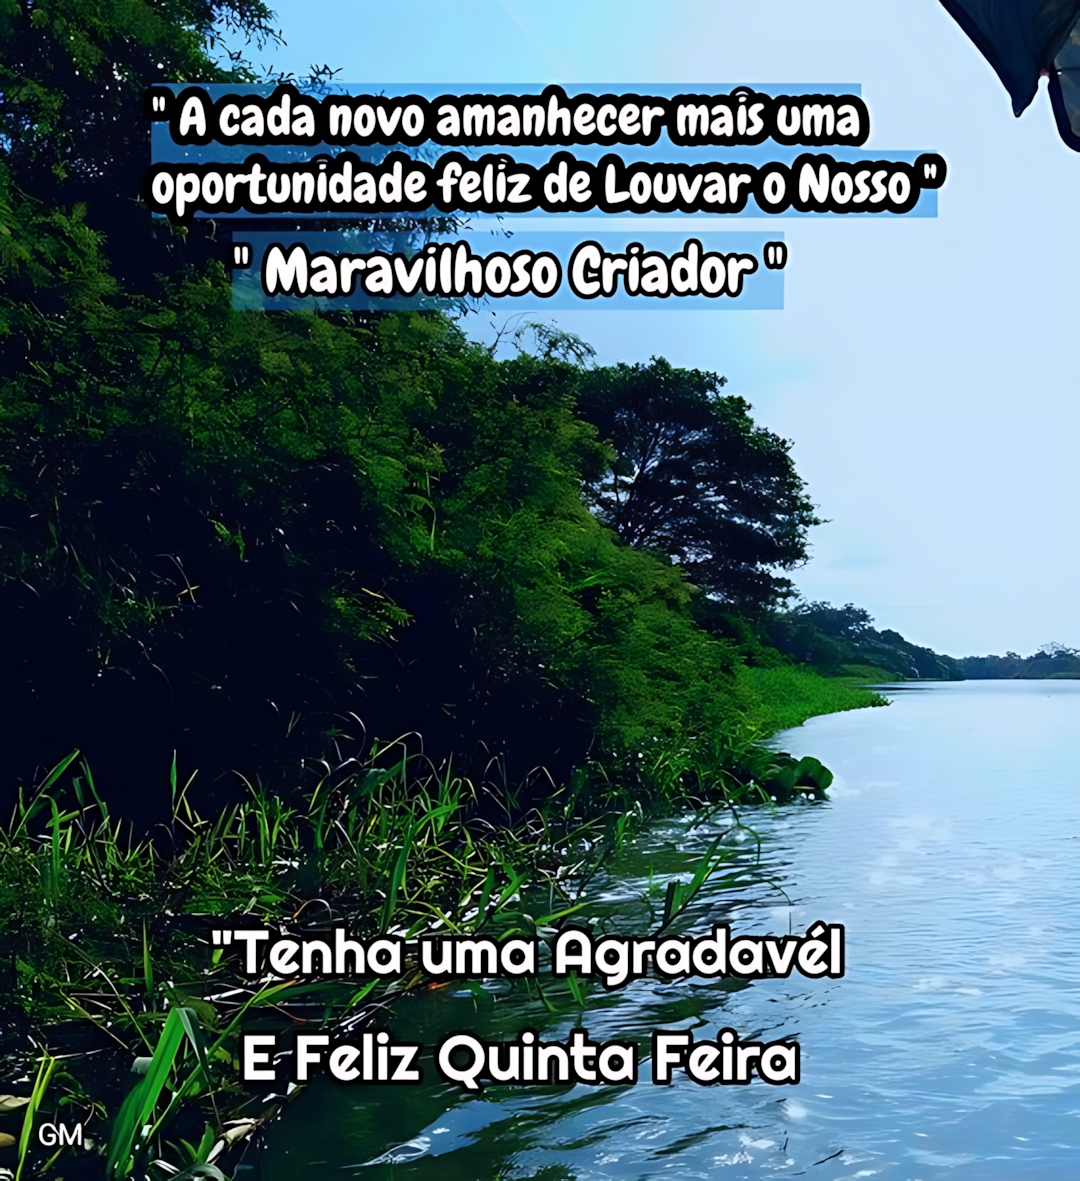 " A cada novo amanhecer mais uma
oportunidade feliz de Louvar o Nosso "
" Maravilhoso Criador "
"Tenha uma Agradavél
E Feliz Quinta Feira
GM